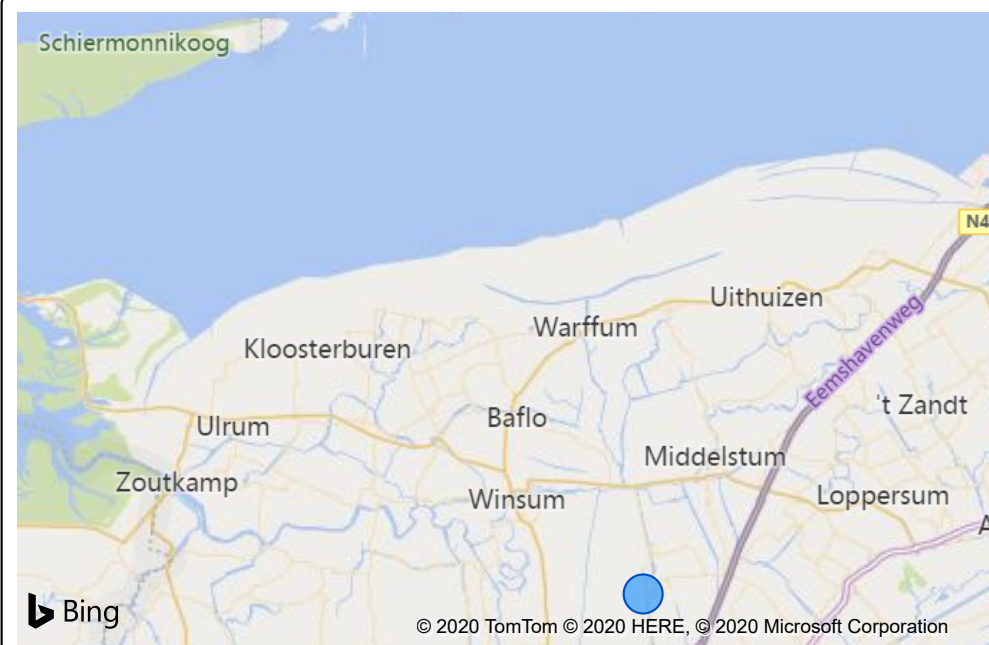 Schiermonnikoog
N4
Uithuizen
Warffum
Kloosterburen
Eemshavenweg
't Zandt
Baflo
Ulrum
Middelstum
Zoutkamp
Winsum
Loppersum
A
Bing
© 2020 TomTom © 2020 HERE, © 2020 Microsoft Corporation